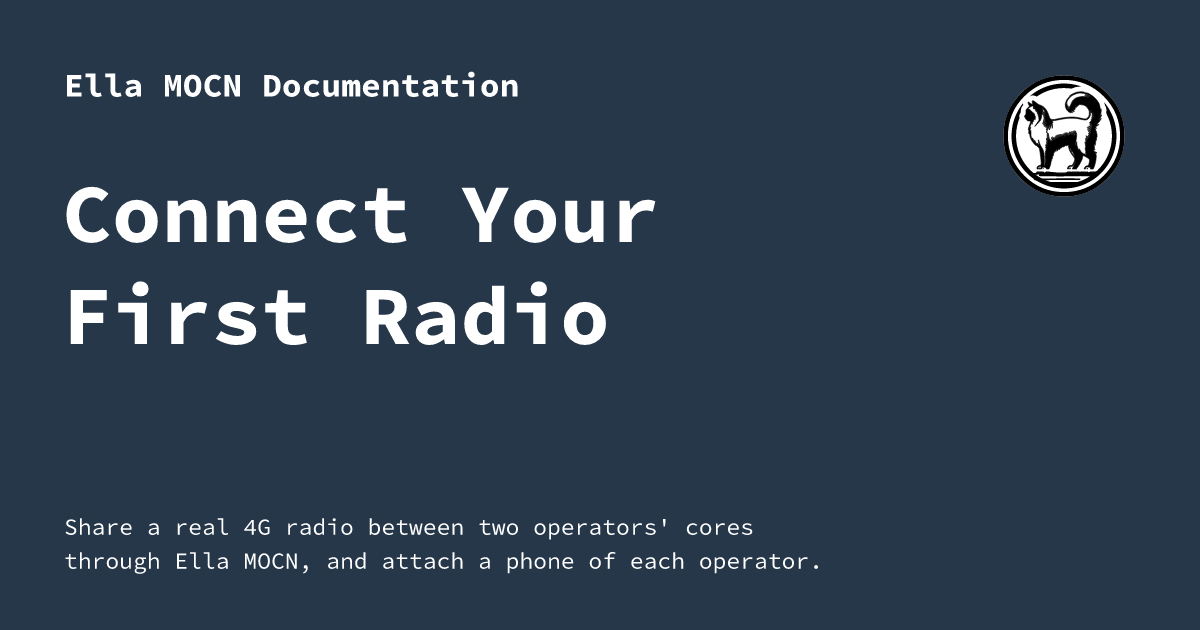 Ella MOCN Documentation
Connect Your
First Radio
Share a real 4G radio between two operators' cores
through Ella MOCN, and attach a phone of each operator.